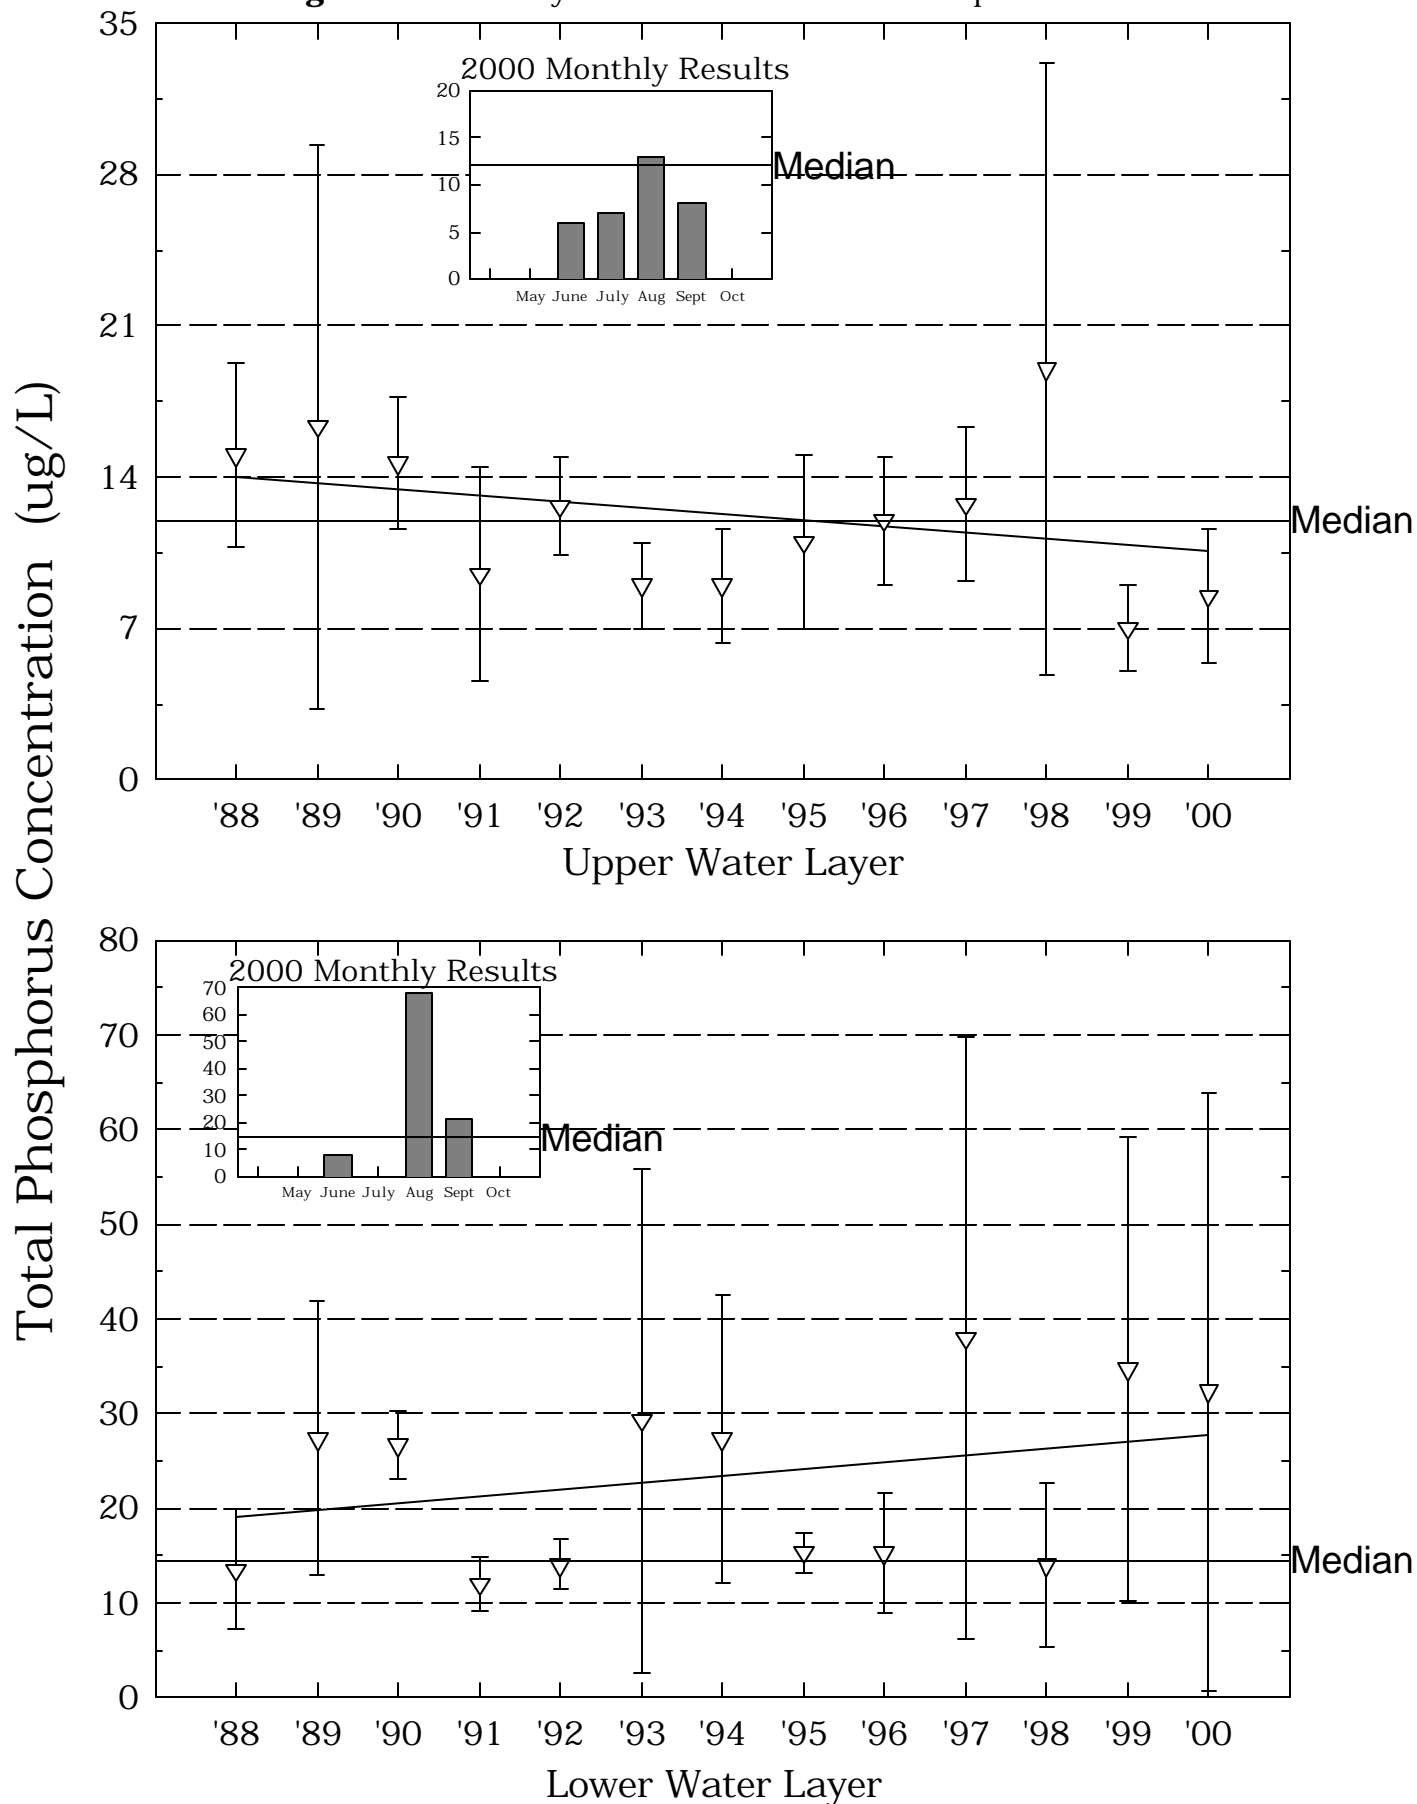 2000 Monthly Results
35
28
21
14
7
0
20
15
10
5
0
Median
May June July Aug Sept Oct
Median
'88 '89 '90 '91 '92 '93 '94 '95 '96 '97 '98 '99 '00
Upper Water Layer
Total Phosphorus Concentration (ug/L)
2000 Monthly Results
80
70
60
50
40
30
20
10
0
70
60
50
40
30
20
10
0
Median
May June July Aug Sept Oct
Median
'88 '89 '90 '91 '92 '93 '94 '95 '96 '97 '98 '99 '00
Lower Water Layer